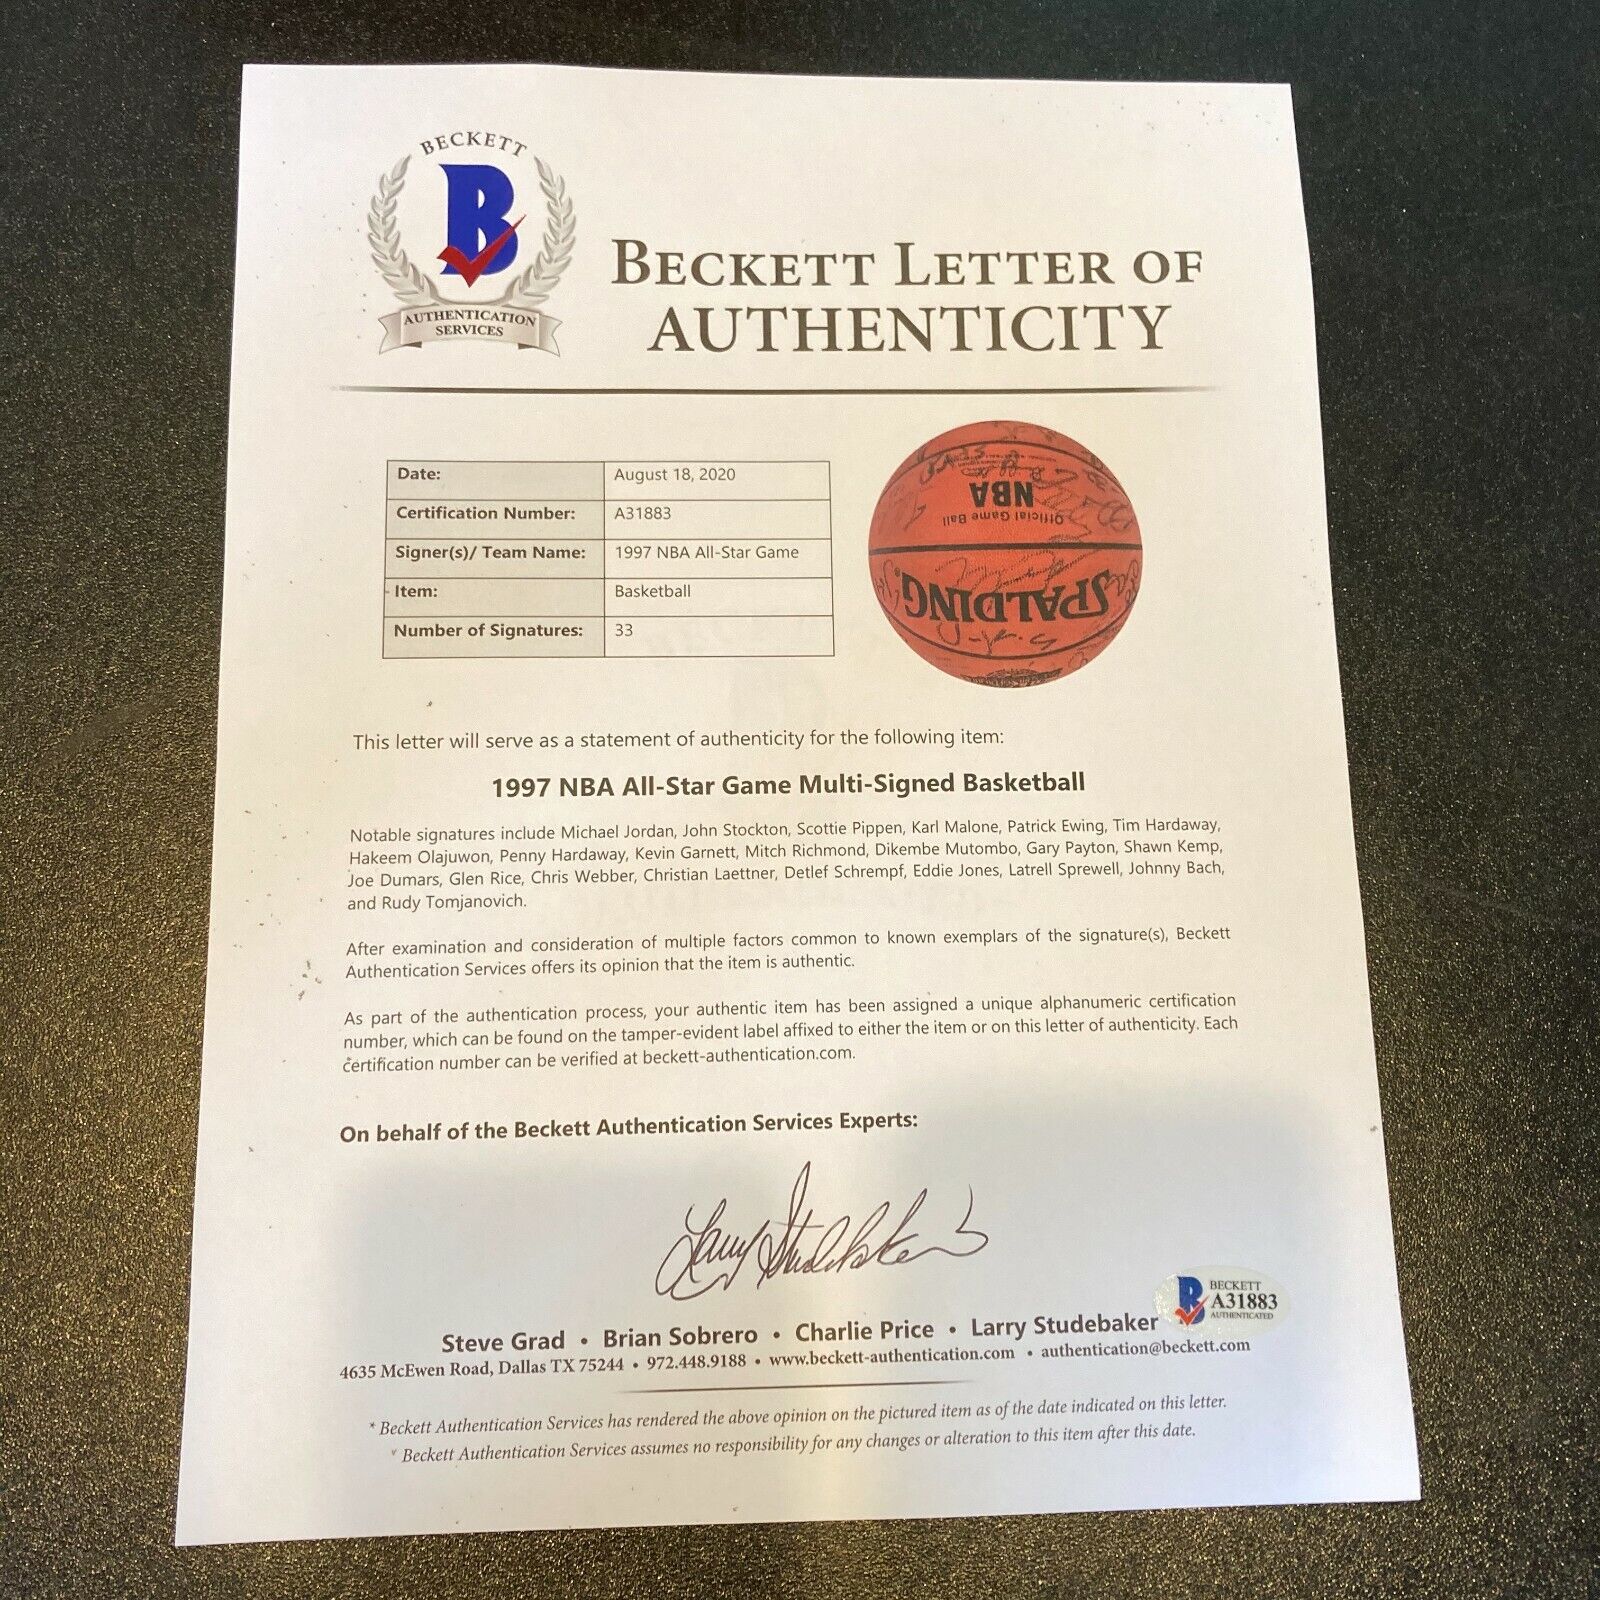 BECKETT
B
AUTHENTICATION
SERVICES
BECKETT LETTER OF
AUTHENTICITY
Date: August 18, 2020
Certification Number: A31883
Signer(s)/ Team Name: 1997 NBA All-Star Game
Item: Basketball
Number of Signatures: 33
SPALDING.
Official Game Ball
NBA
This letter will serve as a statement of authenticity for the following item:
1997 NBA All-Star Game Multi-Signed Basketball
Notable signatures include Michael Jordan, John Stockton, Scottie Pippen, Karl Malone, Patrick Ewing, Tim Hardaway,
Hakeem Olajuwon, Penny Hardaway, Kevin Garnett, Mitch Richmond, Dikembe Mutombo, Gary Payton, Shawn Kemp,
Joe Dumars, Glen Rice, Chris Webber, Christian Laettner, Detlef Schrempf, Eddie Jones, Latrell Sprewell, Johnny Bach,
and Rudy Tomjanovich.
After examination and consideration of multiple factors common to known exemplars of the signature(s), Beckett
Authentication Services offers its opinion that the item is authentic.
As part of the authentication process, your authentic item has been assigned a unique alphanumeric certification
number, which can be found on the tamper-evident label affixed to either the item or on this letter of authenticity. Each
certification number can be verified at beckett-authentication.com.
On behalf of the Beckett Authentication Services Experts:
Larry Studebaker
BECKETT
B A31883
AUTHENTICATED
Steve Grad • Brian Sobrero • Charlie Price • Larry Studebaker
4635 McEwen Road, Dallas TX 75244 • 972.448.9188 • www.beckett-authentication.com • authentication@beckett.com
* Beckett Authentication Services has rendered the above opinion on the pictured item as of the date indicated on this letter.
* Beckett Authentication Services assumes no responsibility for any changes or alteration to this item after this date.